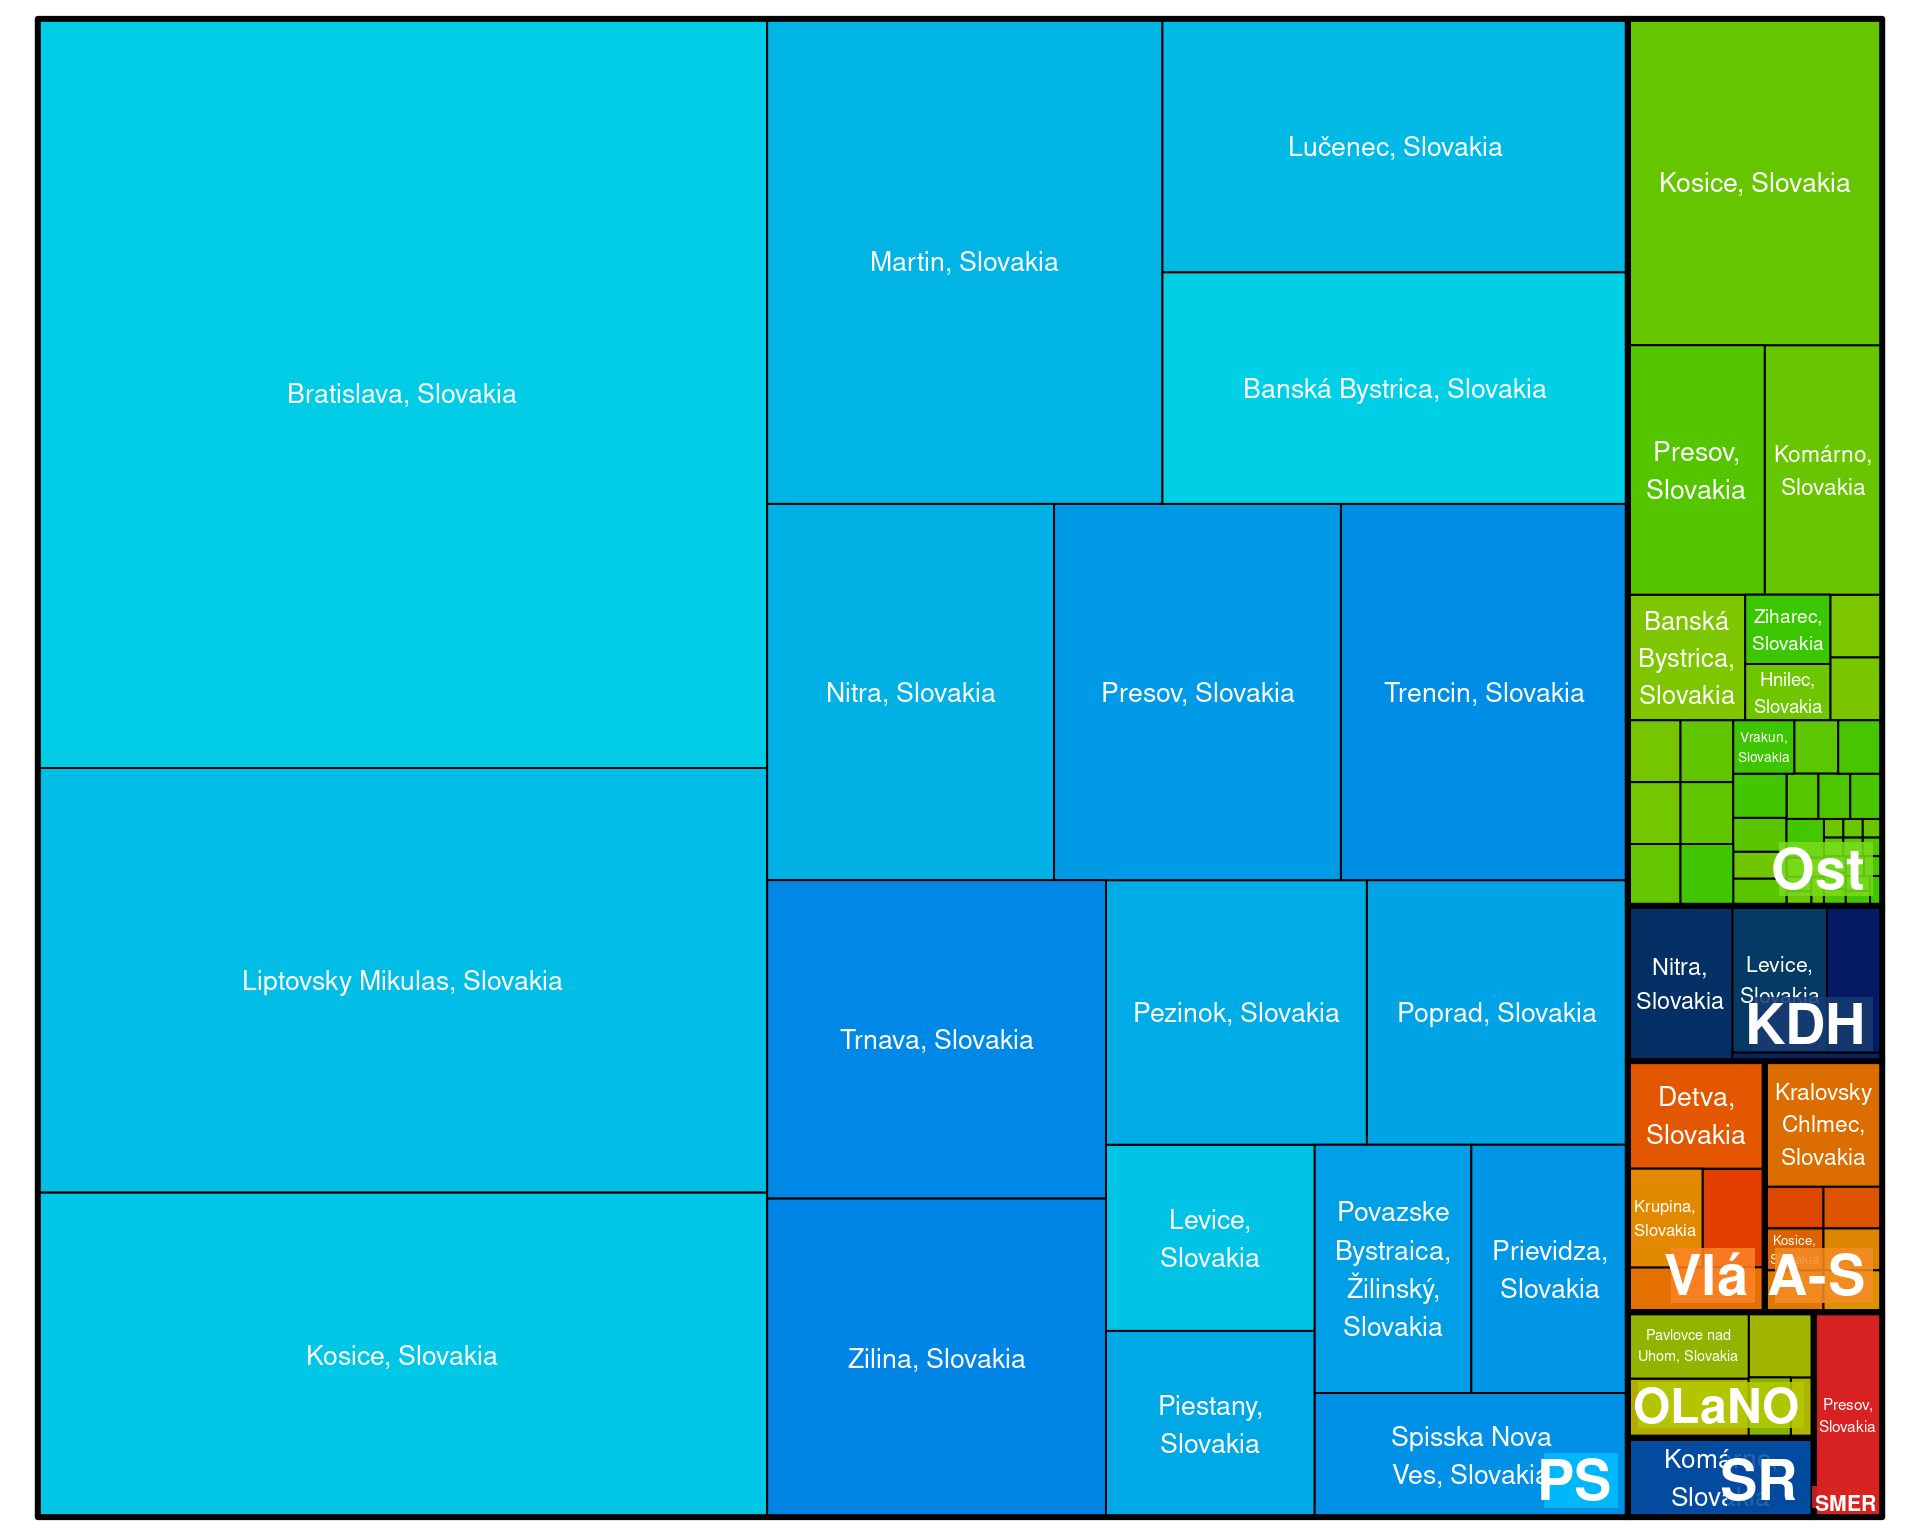 Bratislava, Slovakia
Liptovsky Mikulas, Slovakia
Kosice, Slovakia
Martin, Slovakia
Lučenec, Slovakia
Banská Bystrica, Slovakia
Nitra, Slovakia
Presov, Slovakia
Trencin, Slovakia
Trnava, Slovakia
Zilina, Slovakia
Pezinok, Slovakia
Poprad, Slovakia
Levice,
Slovakia
Piestany,
Slovakia
Povazske
Bystraica,
Žilinský,
Slovakia
Prievidza,
Slovakia
Spisska Nova
Ves, Slovakia
PS
Kosice, Slovakia
Presov,
Slovakia
Komárno,
Slovakia
Banská
Bystrica,
Slovakia
Ziharec,
Slovakia
Hnilec,
Slovakia
Vrakun,
Slovakia
Ost
Nitra,
Slovakia
Levice,
Slovakia
KDH
Detva,
Slovakia
Krupina,
Slovakia
Vlá
Kralovsky
Chlmec,
Slovakia
Kosice,
Slovakia
A-S
Pavlovce nad
Uhom, Slovakia
OLaNO
Komárno,
Slovakia
SR
Presov,
Slovakia
SMER